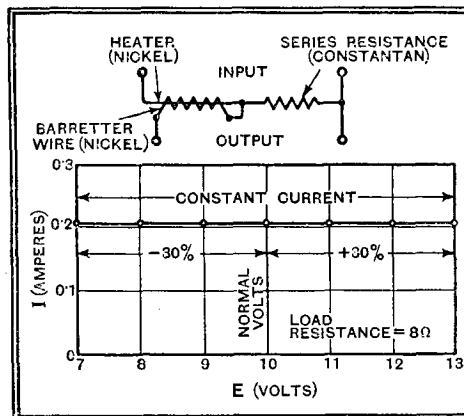 HEATER
(NICKEL)
SERIES RESISTANCE
(CONSTANTAN)
INPUT
BARRETTER
WIRE (NICKEL)
OUTPUT
0·3
CONSTANT CURRENT
0·2
-30%
+30%
I (AMPERES)
0·1
NORMAL
VOLTS
LOAD
RESISTANCE = 8Ω
0
7 8 9 10 11 12 13
E (VOLTS)